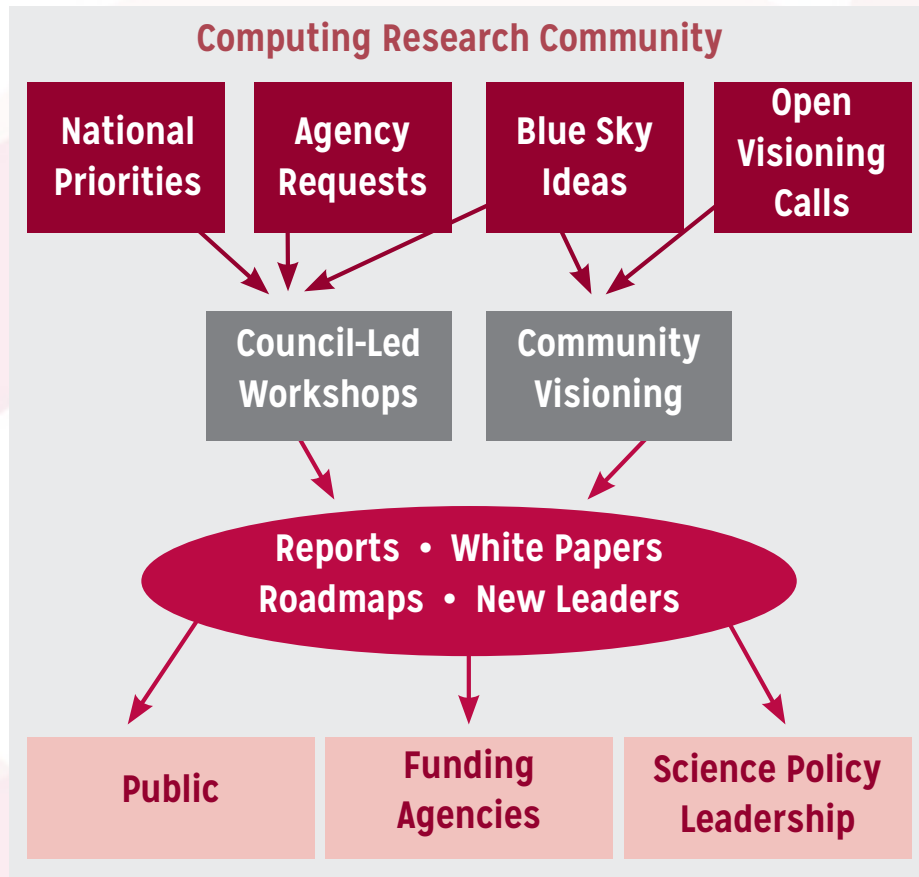 Computing Research Community
National
Priorities
Agency
Requests
Blue Sky
Ideas
Open
Visioning
Calls
Council-Led
Workshops
Community
Visioning
Reports • White Papers
Roadmaps • New Leaders
Public
Funding
Agencies
Science Policy
Leadership